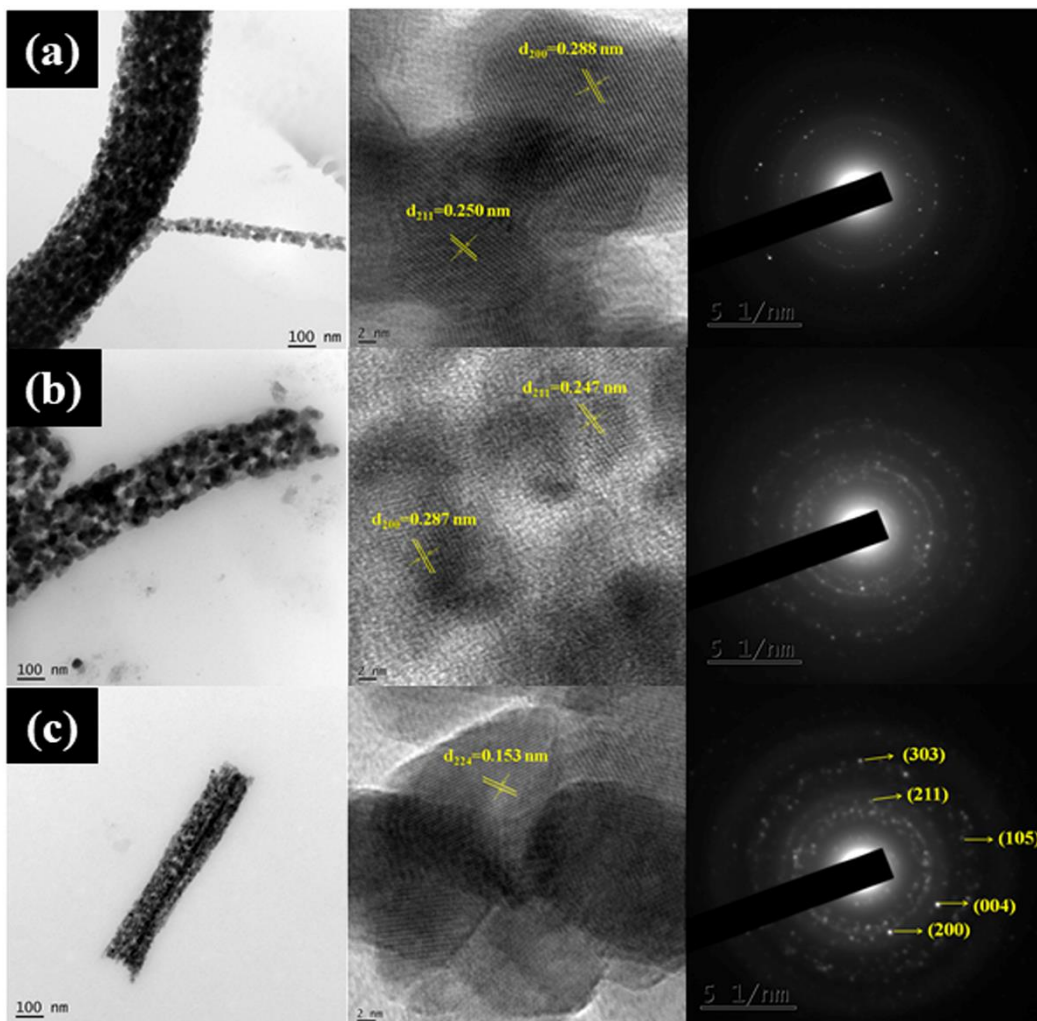 (a)
100 nm
d₂₀₀=0.288 nm
d₂₁₁=0.250 nm
2 nm
5 1/nm
(b)
100 nm
d₂₁₁=0.247 nm
d₂₀₀=0.287 nm
2 nm
5 1/nm
(c)
100 nm
d₂₂₄=0.153 nm
2 nm
(303)
(211)
(105)
(004)
(200)
5 1/nm